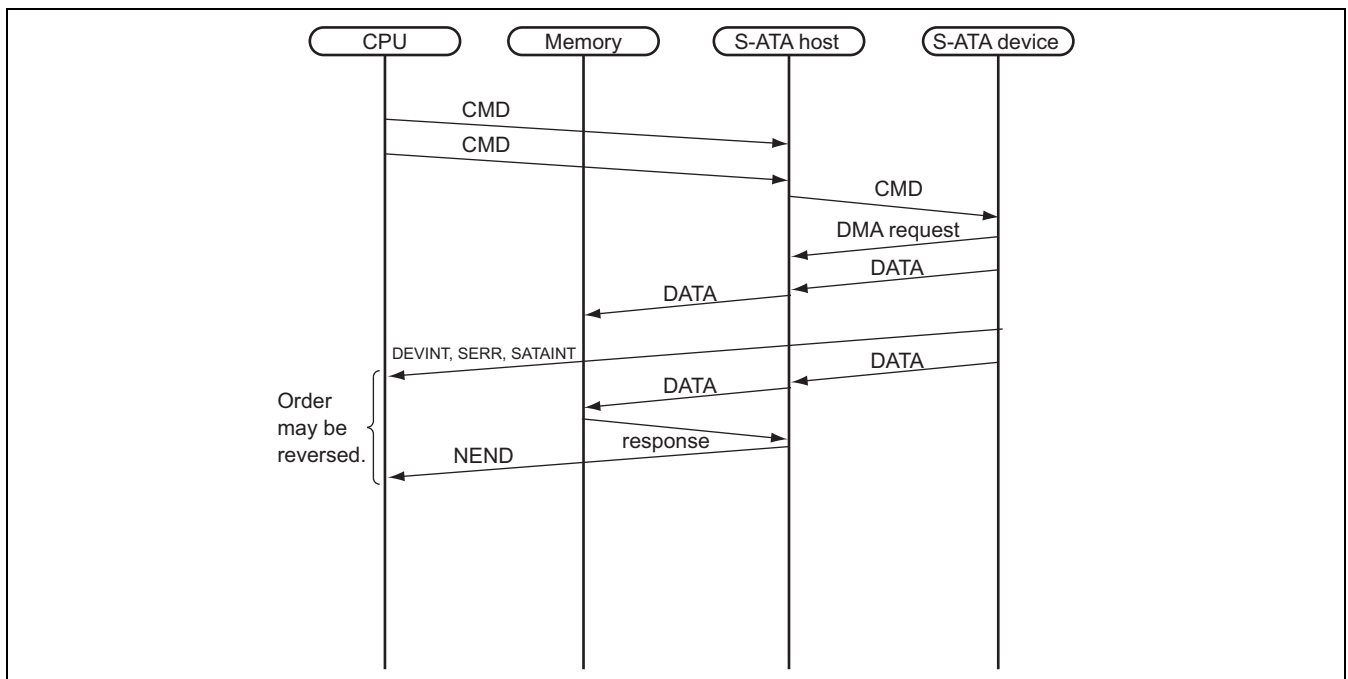 CPU
Memory
S-ATA host
S-ATA device
CMD
CMD
CMD
DMA request
DATA
DATA
DEVINT, SERR, SATAINT
DATA
DATA
Order
may be
reversed.
response
NEND